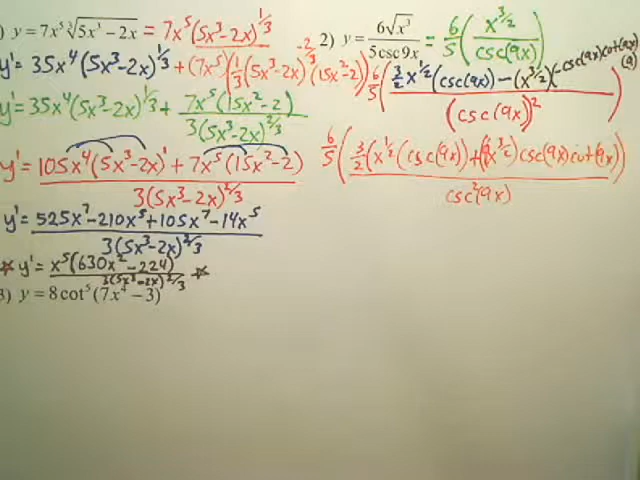 ) y = 7x⁵ ∛(5x³ − 2x) = 7x⁵(5x³−2x)^(1/3)
y' = 35x⁴(5x³−2x)^(1/3) + (7x⁵)(1/3(5x³−2x)^(-2/3)(15x²−2))
y' = 35x⁴(5x³−2x)^(1/3) + 7x⁵(15x²−2) / 3(5x³−2x)^(2/3)
y' = 105x⁴(5x³−2x)¹ + 7x⁵(15x²−2) / 3(5x³−2x)^(2/3)
y' = 525x⁷−210x⁵+105x⁷−14x⁵ / 3(5x³−2x)^(2/3)
* y' = x⁵(630x²−224) / 3(5x³−2x)^(2/3) *
3) y = 8cot⁵(7x⁴ − 3)
2) y = 6√x³ / 5csc9x = 6/5 (x^(3/2) / csc(9x))
6/5 (3/2 x^(1/2)(csc(9x)) − (x^(3/2))(−csc(9x)cot(9x)(9)) / (csc(9x))²)
6/5 (3/2(x^(1/2)(csc(9x)) + (9x^(3/2))csc(9x)cot(9x)) / csc²(9x)